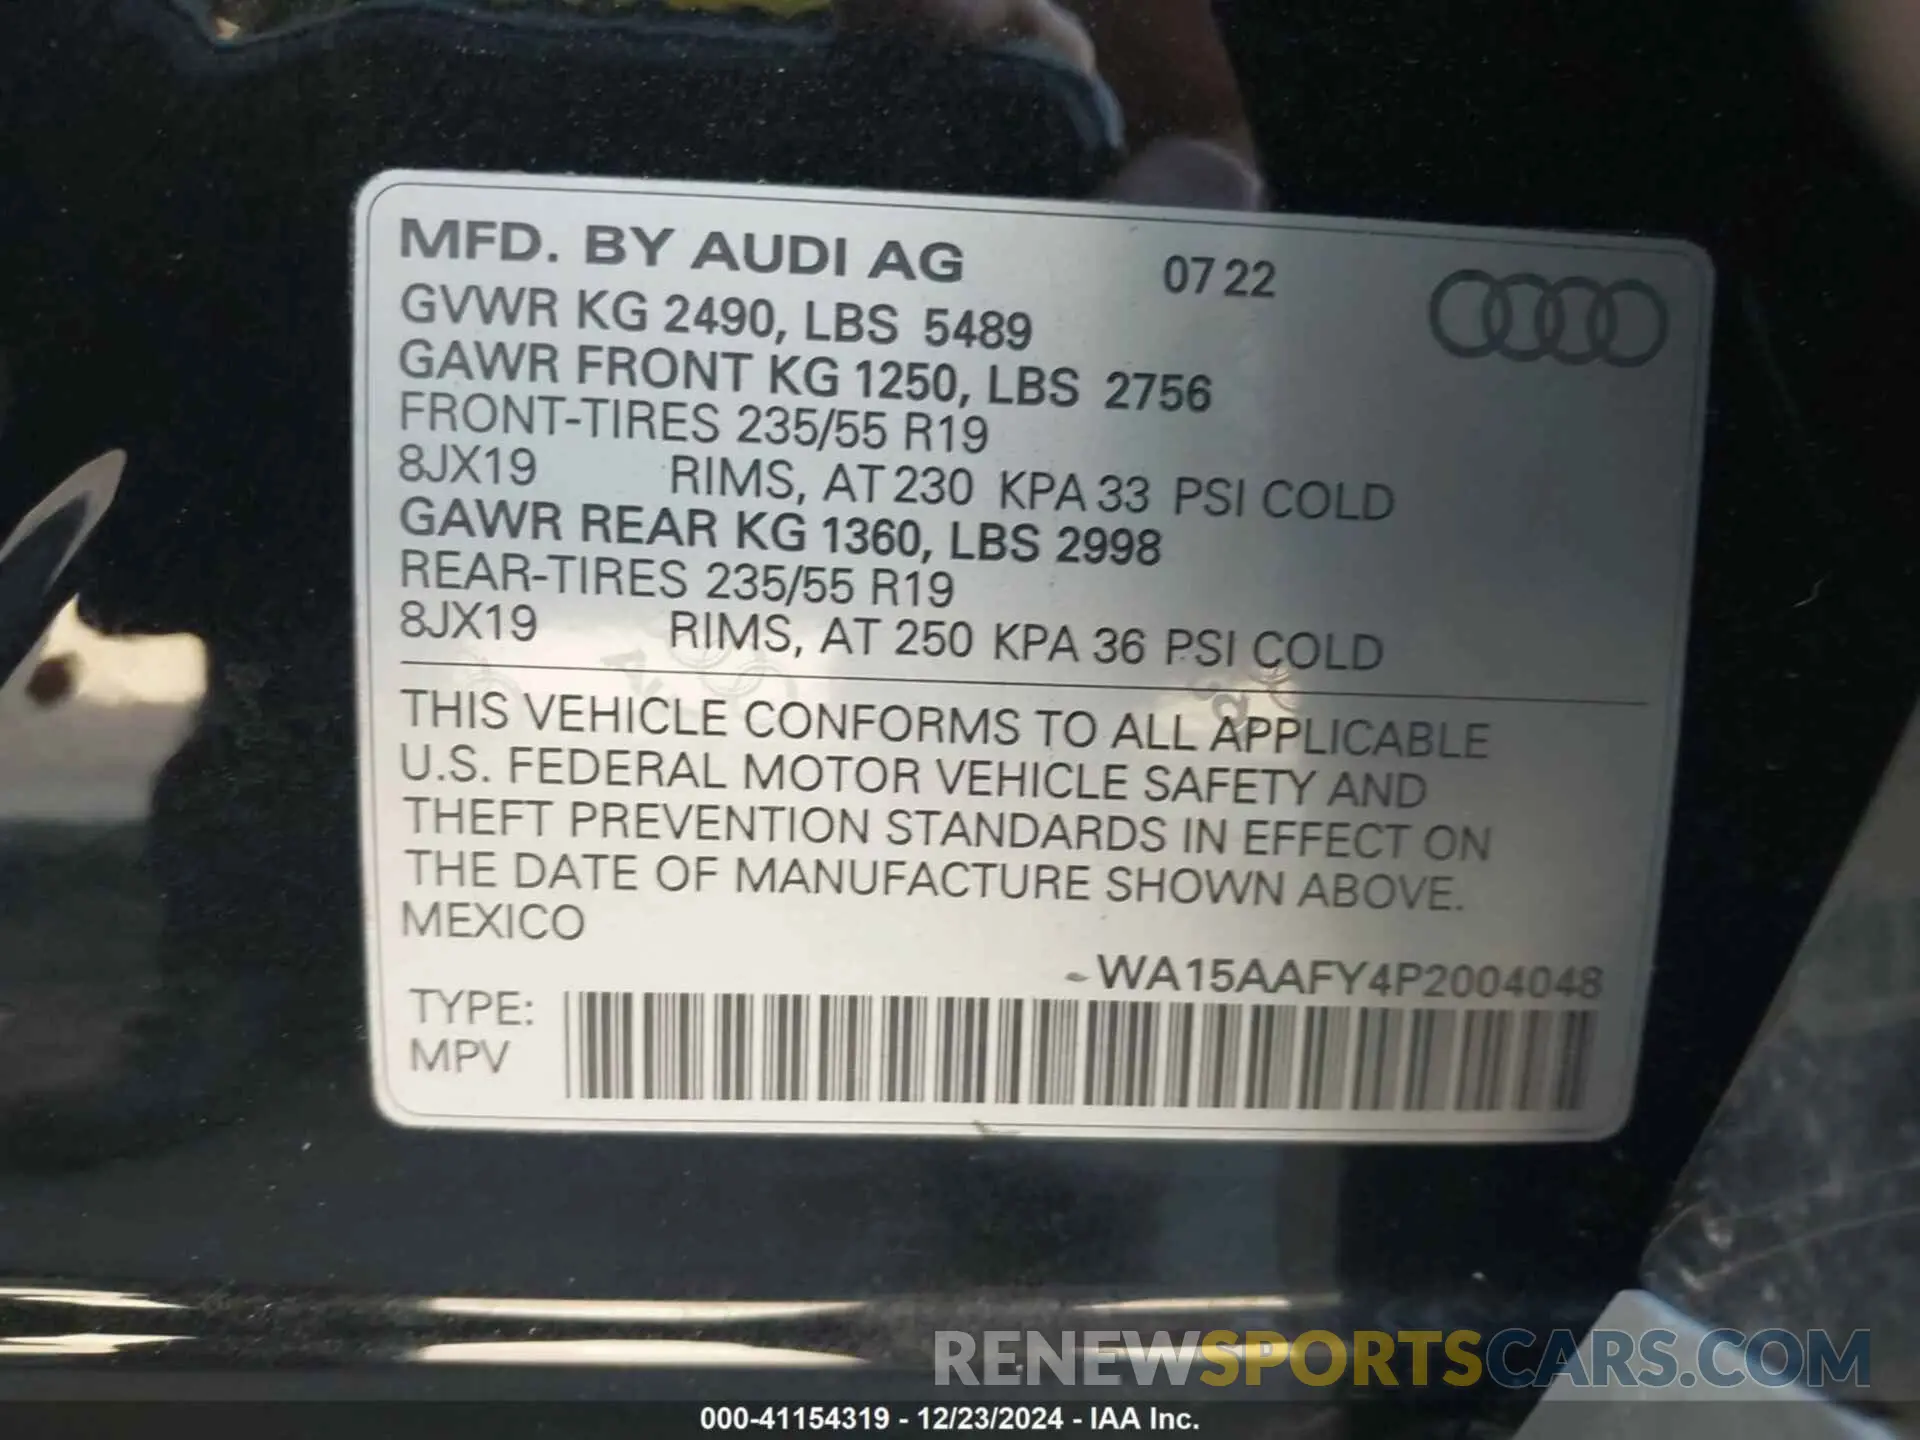 MFD. BY AUDI AG 07 22
GVWR KG 2490, LBS 5489
GAWR FRONT KG 1250, LBS 2756
FRONT-TIRES 235/55 R19
8JX19 RIMS, AT 230 KPA 33 PSI COLD
GAWR REAR KG 1360, LBS 2998
REAR-TIRES 235/55 R19
8JX19 RIMS, AT 250 KPA 36 PSI COLD
THIS VEHICLE CONFORMS TO ALL APPLICABLE
U.S. FEDERAL MOTOR VEHICLE SAFETY AND
THEFT PREVENTION STANDARDS IN EFFECT ON
THE DATE OF MANUFACTURE SHOWN ABOVE.
MEXICO
-WA15AAFY4P2004048
TYPE:
MPV
RENEWSPORTSCARS.COM
000-41154319 - 12/23/2024 - IAA Inc.